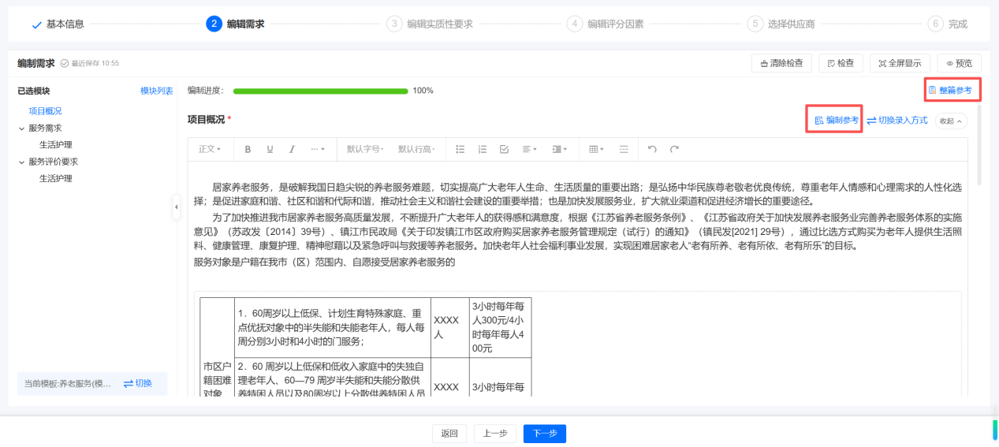 基本信息
2 编辑需求
3 编辑实质性要求
4 编辑评分因素
5 选择供应商
6 完成
编制需求 最近保存 10:55
清除检查 检查 全屏显示 预览
已选模块 模块列表
编制进度： 100%
整篇参考
项目概况
服务需求
生活护理
服务评价要求
生活护理
项目概况 *
编制参考 切换录入方式 收起
正文 B U I ... 默认字号 默认行高
居家养老服务，是破解我国日趋尖锐的养老服务难题，切实提高广大老年人生命、生活质量的重要出路；是弘扬中华民族尊老敬老优良传统，尊重老年人情感和心理需求的人性化选
择；是促进家庭和谐、社区和谐和代际和谐，推动社会主义和谐社会建设的重要举措；也是加快发展服务业，扩大就业渠道和促进经济增长的重要途径。
为了加快推进我市居家养老服务高质量发展，不断提升广大老年人的获得感和满意度，根据《江苏省养老服务条例》、《江苏省政府关于加快发展养老服务业完善养老服务体系的实施
意见》（苏政发〔2014〕39号）、镇江市民政局《关于印发镇江市区政府购买居家养老服务管理规定（试行）的通知》（镇民发[2021] 29号），通过比选方式购买为老年人提供生活照
料、健康管理、康复护理、精神慰藉以及紧急呼叫与救援等养老服务。加快老年人社会福利事业发展，实现困难居家老人“老有所养、老有所依、老有所乐”的目标。
服务对象是户籍在我市（区）范围内、自愿接受居家养老服务的
市区户
籍困难
对象
1．60周岁以上低保、计划生育特殊家庭、重
点优抚对象中的半失能和失能老年人，每人每
周分别3小时和4小时的门服务；
XXXX
人
3小时每年每
人300元/4小
时每年每人4
00元
2．60 周岁以上低保和低收入家庭中的失独自
理老年人、60—79 周岁半失能和失能分散供
养特困人员以及80周岁以上分散供养特困人员
XXXX
3小时每年每
当前模板:养老服务(模... 切换
返回 上一步 下一步